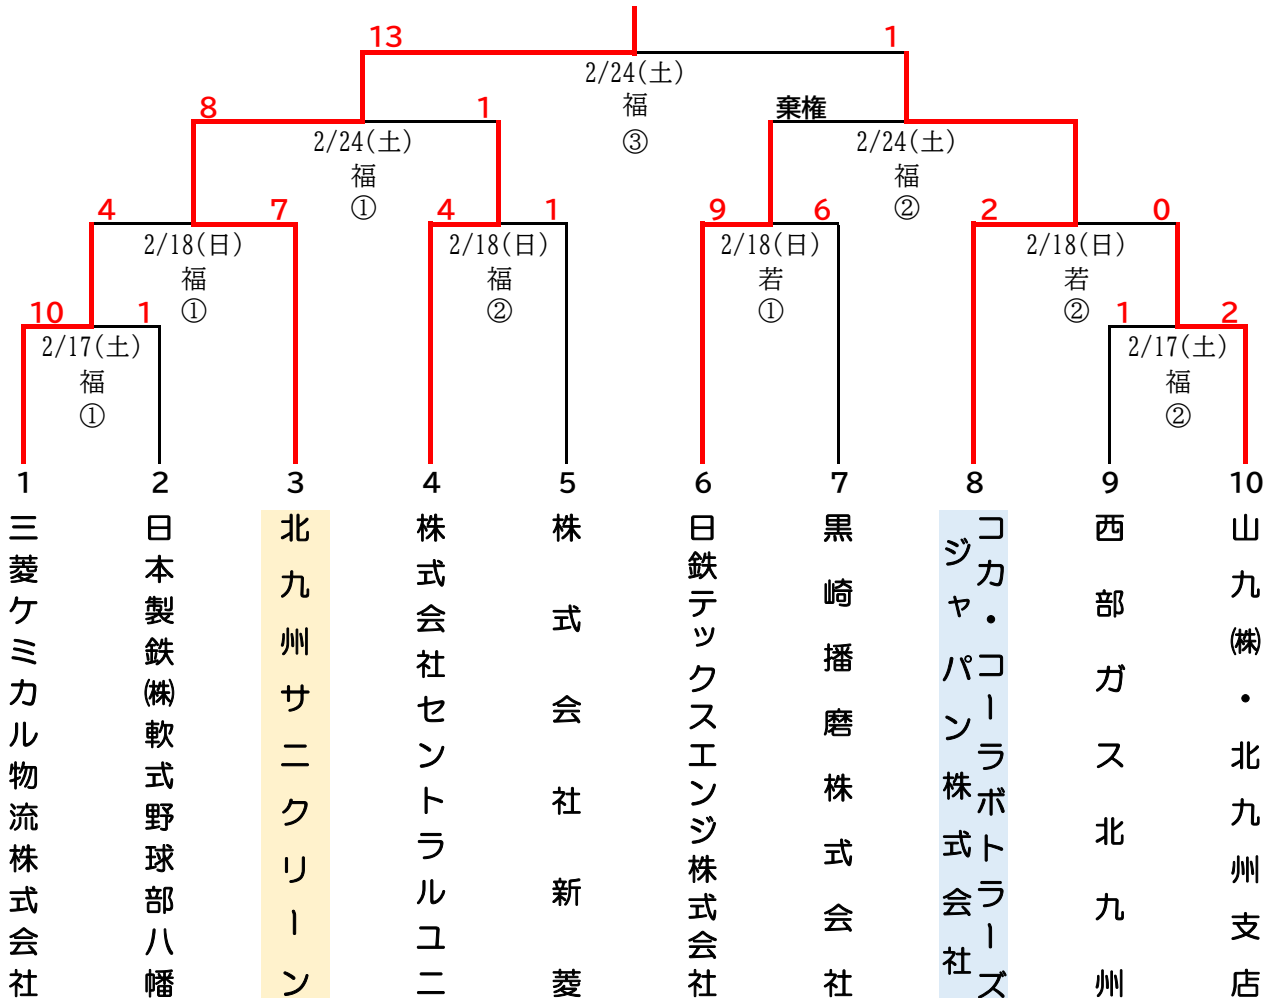 13 1
2/24(土)
福
③
8 1 棄権
2/24(土) 2/24(土)
福 福
① ②
4 7 4 1 9 6 2 0
2/18(日) 2/18(日) 2/18(日) 2/18(日)
福 福 若 若
① ② ① ②
10 1 1 2
2/17(土) 2/17(土)
福 福
① ②
1 2 3 4 5 6 7 8 9 10
三菱ケミカル物流株式会社
日本製鉄㈱軟式野球部八幡
北九州サニクリーン
株式会社セントラルユニ
株式会社新菱
日鉄テックスエンジ株式会社
黒崎播磨株式会社
コカ・コーラボトラーズ
ジャパン株式会社
西部ガス北九州
山九㈱・北九州支店